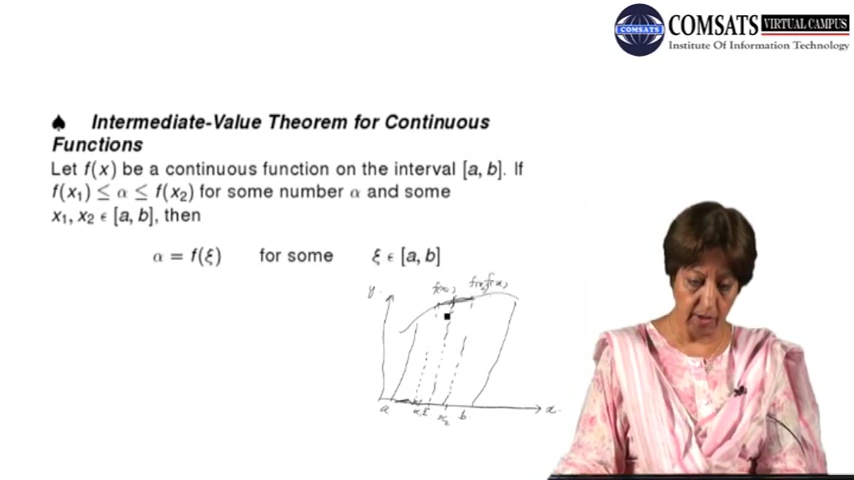 COMSATS VIRTUAL CAMPUS
Institute Of Information Technology
♠ Intermediate-Value Theorem for Continuous
Functions
Let f(x) be a continuous function on the interval [a, b]. If
f(x₁) ≤ α ≤ f(x₂) for some number α and some
x₁, x₂ ϵ [a, b], then
α = f(ξ) for some ξ ϵ [a, b]
y
a
x₂
b
x